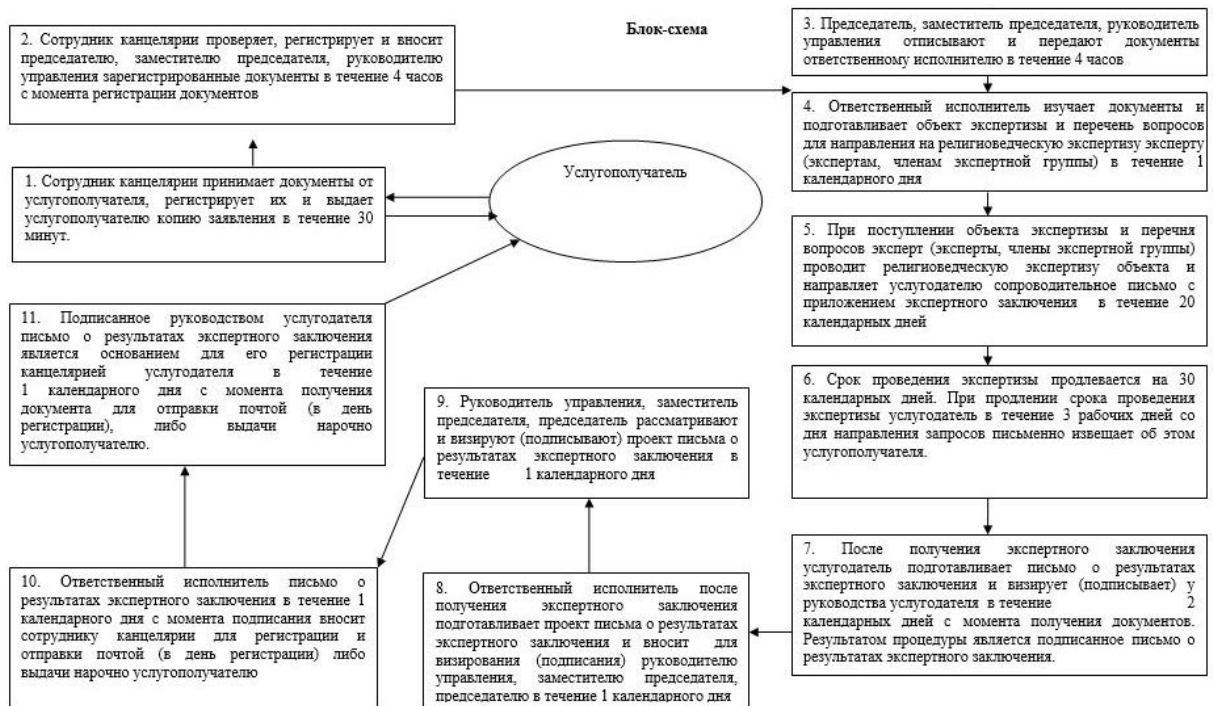 Блок-схема
2. Сотрудник канцелярии проверяет, регистрирует и вносит
председателю, заместителю председателя, руководителю
управления зарегистрированные документы в течение 4 часов
с момента регистрации документов
3. Председатель, заместитель председателя, руководитель
управления отписывают и передают документы
ответственному исполнителю в течение 4 часов
4. Ответственный исполнитель изучает документы и
подготавливает объект экспертизы и перечень вопросов
для направления на религиоведческую экспертизу эксперту
(экспертам, членам экспертной группы) в течение 1
календарного дня
Услугополучатель
1. Сотрудник канцелярии принимает документы от
услугополучателя, регистрирует их и выдает
услугополучателю копию заявления в течение 30
минут.
5. При поступлении объекта экспертизы и перечня
вопросов эксперт (эксперты, члены экспертной группы)
проводит религиоведческую экспертизу объекта и
направляет услугодателю сопроводительное письмо с
приложением экспертного заключения в течение 20
календарных дней
11. Подписанное руководством услугодателя
письмо о результатах экспертного заключения
является основанием для его регистрации
канцелярией услугодателя в течение
1 календарного дня с момента получения
документа для отправки почтой (в день
регистрации), либо выдачи нарочно
услугополучателю.
9. Руководитель управления, заместитель
председателя, председатель рассматривают
и визируют (подписывают) проект письма о
результатах экспертного заключения в
течение 1 календарного дня
6. Срок проведения экспертизы продлевается на 30
календарных дней. При продлении срока проведения
экспертизы услугодатель в течение 3 рабочих дней со
дня направления запросов письменно извещает об этом
услугополучателя.
7. После получения экспертного заключения
услугодатель подготавливает письмо о результатах
экспертного заключения и визирует (подписывает) у
руководства услугодателя в течение 2
календарных дней с момента получения документов.
Результатом процедуры является подписанное письмо о
результатах экспертного заключения.
10. Ответственный исполнитель письмо о
результатах экспертного заключения в течение 1
календарного дня с момента подписания вносит
сотруднику канцелярии для регистрации и
отправки почтой (в день регистрации) либо
выдачи нарочно услугополучателю
8. Ответственный исполнитель после
получения экспертного заключения
подготавливает проект письма о результатах
экспертного заключения и вносит для
визирования (подписания) руководителю
управления, заместителю председателя,
председателю в течение 1 календарного дня